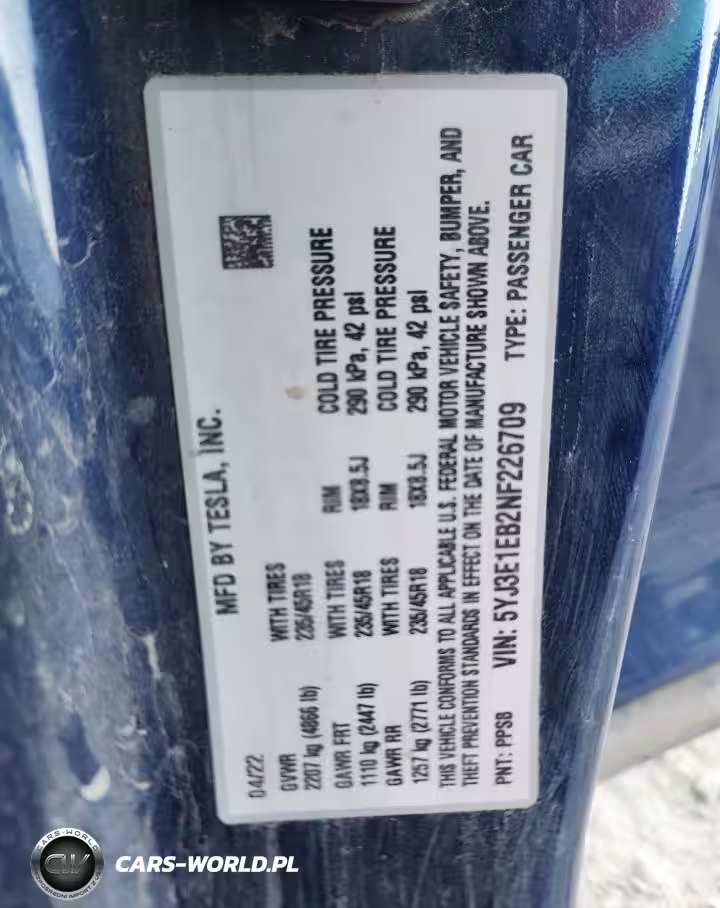 MFD BY TESLA, INC.
04/22
GVWR WITH TIRES
2207 kg (4866 lb) 235/45R18
GAWR FRT WITH TIRES RIM COLD TIRE PRESSURE
1110 kg (2447 lb) 235/45R18 18X8.5J 290 kPa, 42 psi
GAWR RR WITH TIRES RIM COLD TIRE PRESSURE
1257 kg (2771 lb) 235/45R18 18X8.5J 290 kPa, 42 psi
THIS VEHICLE CONFORMS TO ALL APPLICABLE U.S. FEDERAL MOTOR VEHICLE SAFETY, BUMPER, AND
THEFT PREVENTION STANDARDS IN EFFECT ON THE DATE OF MANUFACTURE SHOWN ABOVE.
PNT: PPSB VIN: 5YJ3E1EB2NF226709 TYPE: PASSENGER CAR
CARS-WORLD
CW
CARS-WORLD.PL